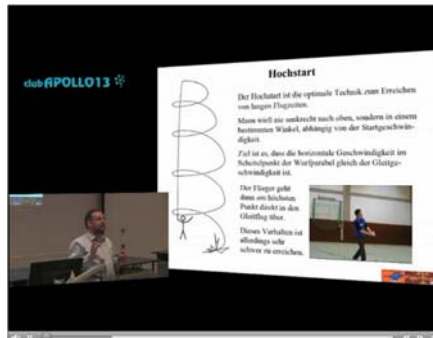 club APOLLO13
Hochstart
Der Hochstart ist die optimale Technik zum Erreichen
von langen Flugzeiten.
Mann wirft nie senkrecht nach oben, sondern in einem
bestimmten Winkel, abhängig von der Startgeschwin-
digkeit.
Ziel ist es, dass die horizontale Geschwindigkeit im
Scheitelpunkt der Wurfparabel gleich der Gleitge-
schwindigkeit ist.
Der Flieger geht
dann am höchsten
Punkt direkt in den
Gleitflug über.
Dieses Verhalten ist
allerdings sehr
schwer zu erreichen.